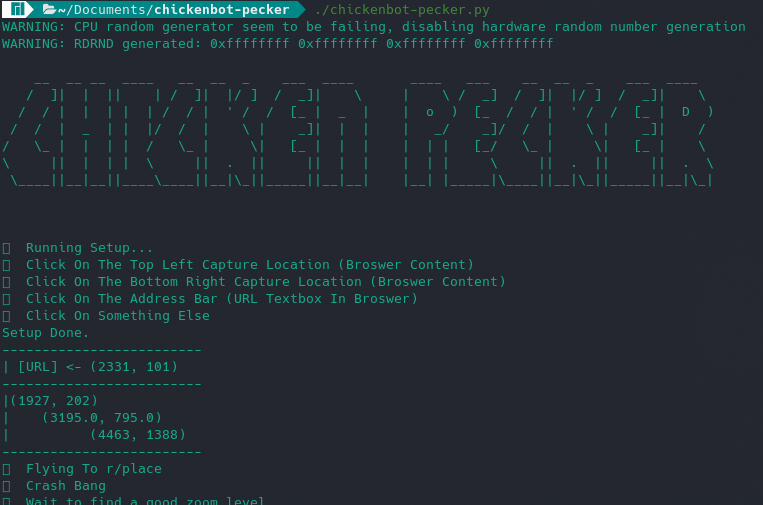 ~/Documents/chickenbot-pecker ./chickenbot-pecker.py
WARNING: CPU random generator seem to be failing, disabling hardware random number generation
WARNING: RDRND generated: 0xffffffff 0xffffffff 0xffffffff 0xffffffff
CHICKEN PECKER
Running Setup...
Click On The Top Left Capture Location (Broswer Content)
Click On The Bottom Right Capture Location (Broswer Content)
Click On The Address Bar (URL Textbox In Broswer)
Click On Something Else
Setup Done.
-------------------------
| [URL] <- (2331, 101)
-------------------------
|(1927, 202)
|    (3195.0, 795.0)
|          (4463, 1388)
-------------------------
Flying To r/place
Crash Bang
Wait to find a good zoom level